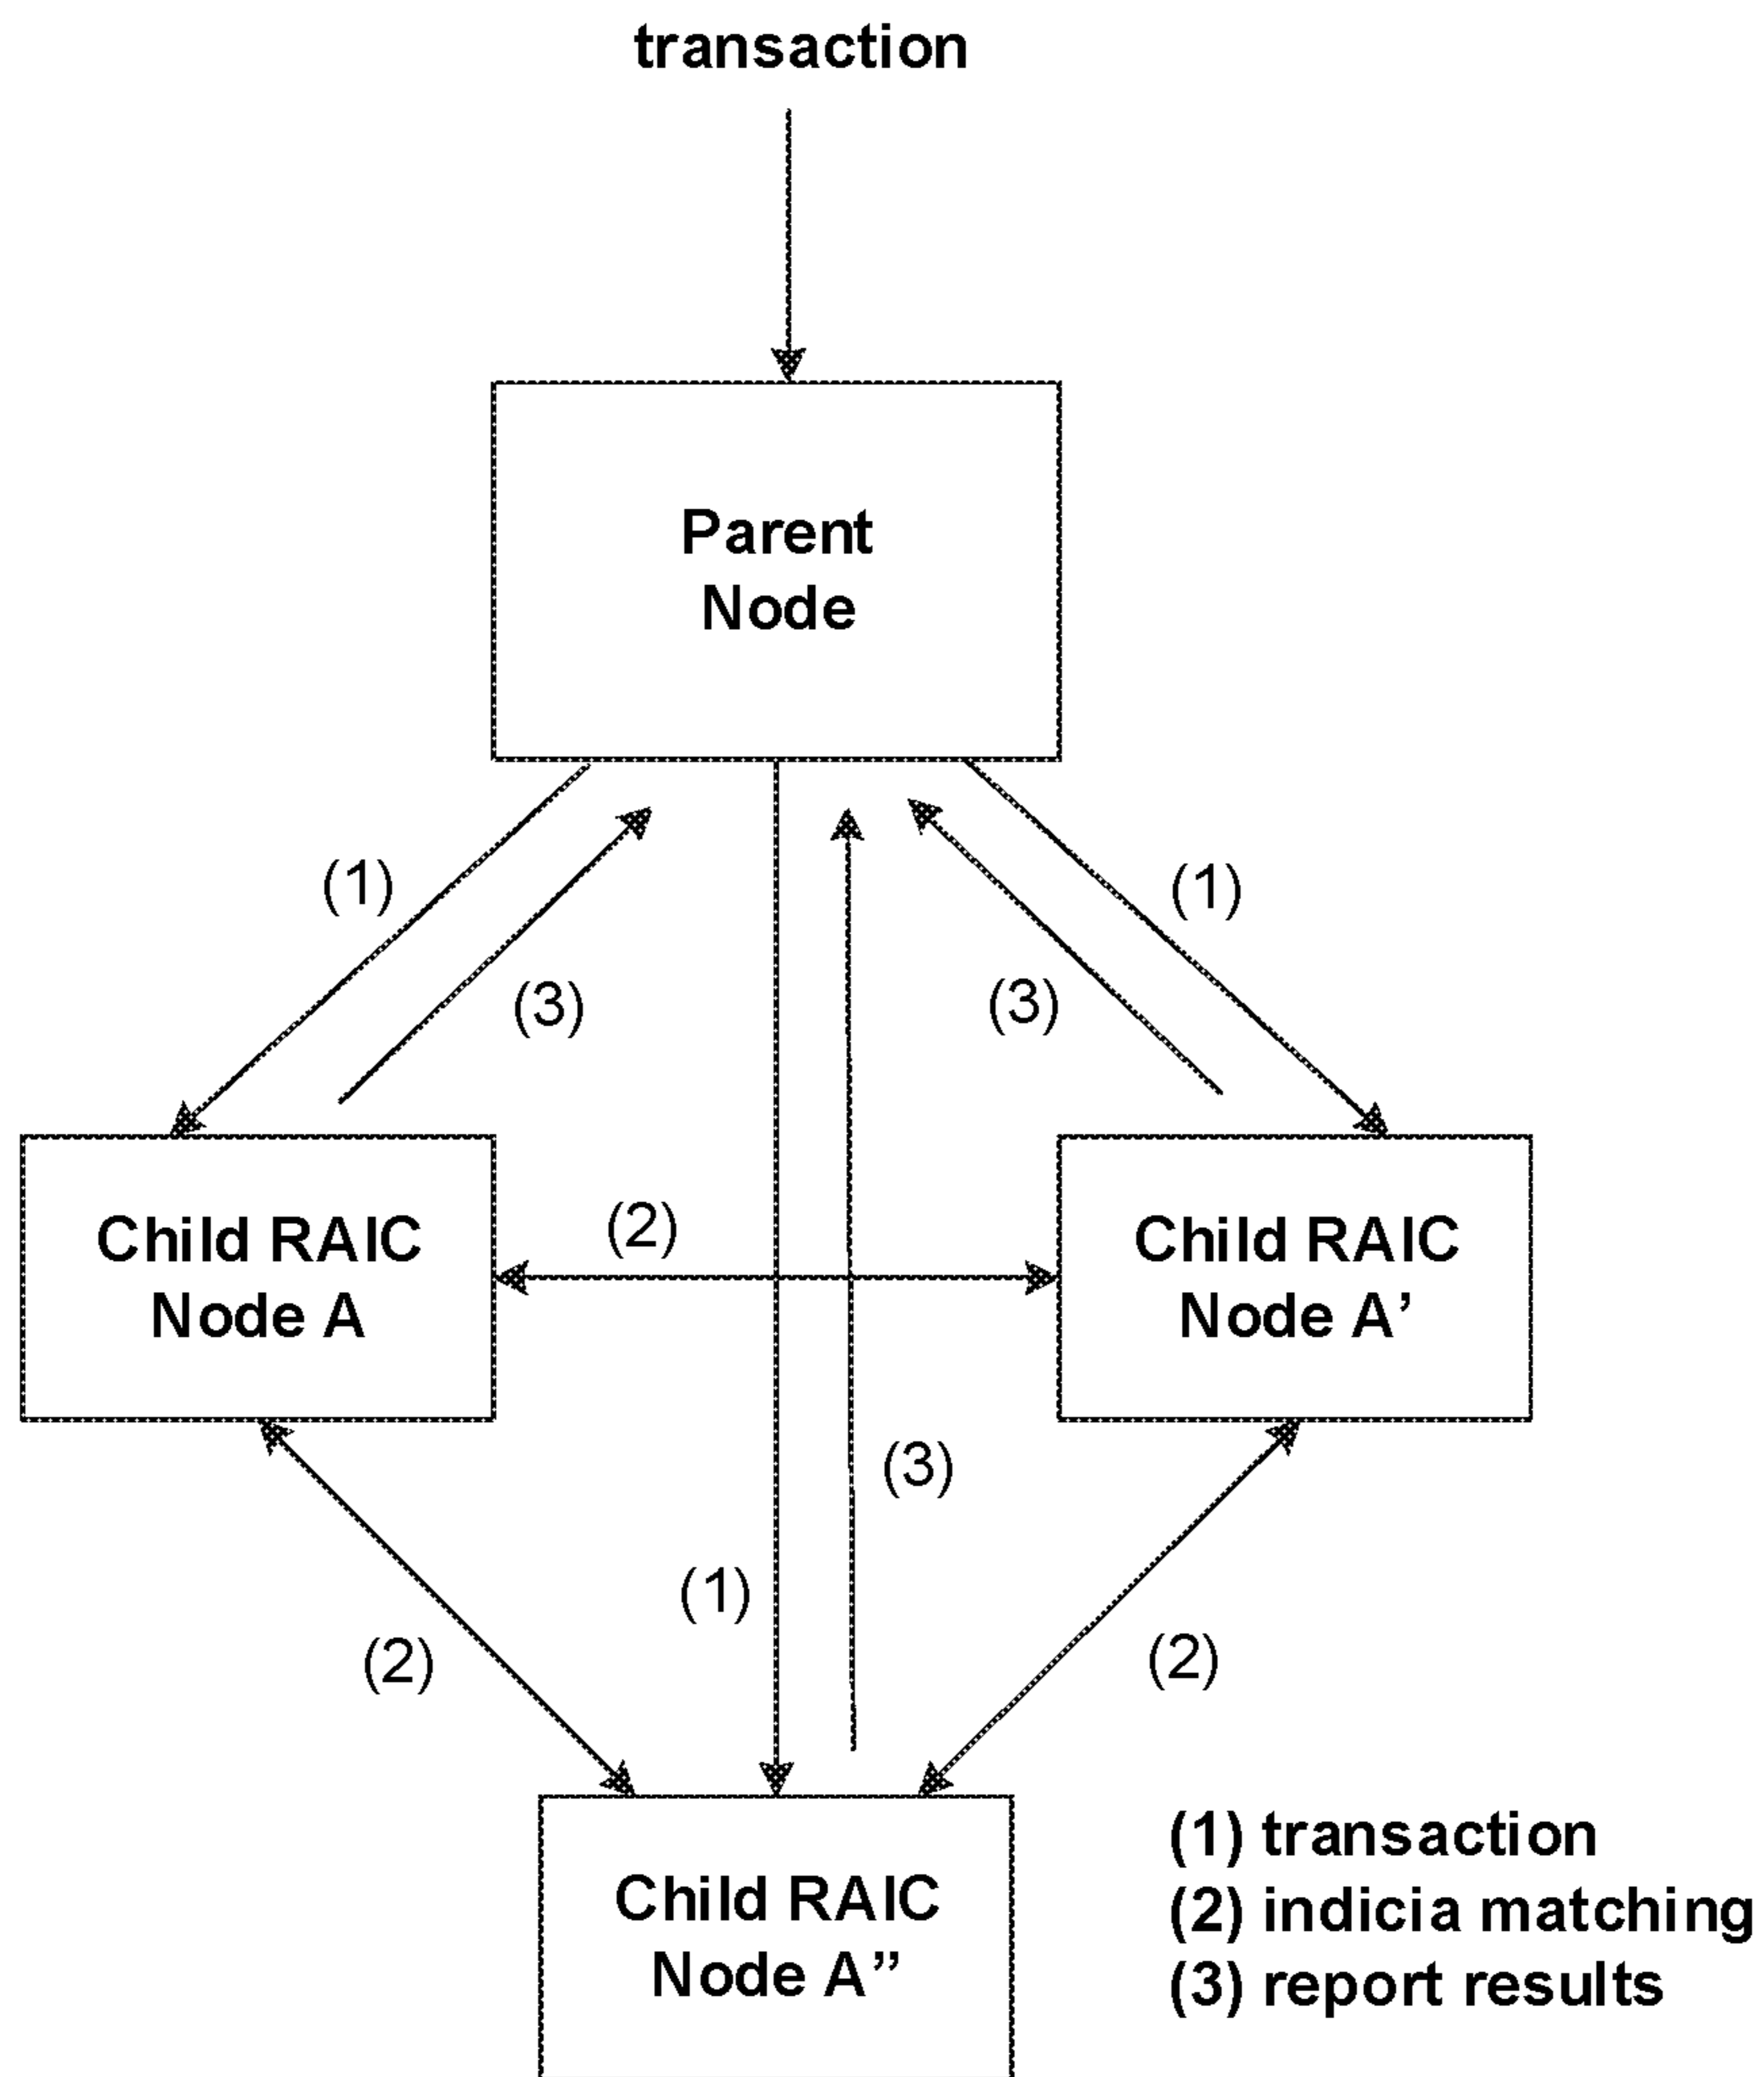 transaction
Parent
Node
(1)
(1)
(3)
(3)
(2)
Child RAIC
Node A
Child RAIC
Node A’
(3)
(1)
(2)
(2)
Child RAIC
Node A”
(1) transaction
(2) indicia matching
(3) report results